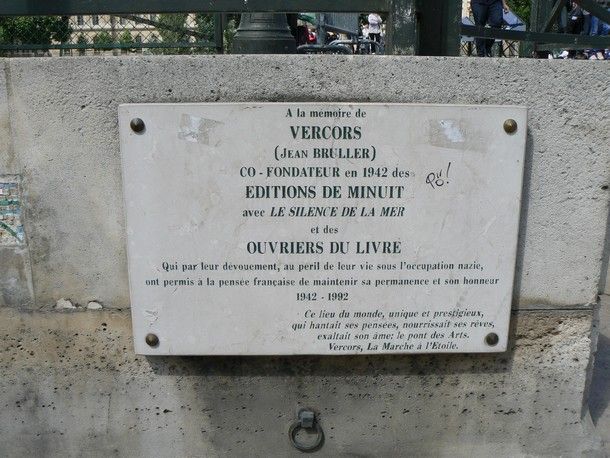 A la mémoire de
VERCORS
(JEAN BRULLER)
CO - FONDATEUR en 1942 des
EDITIONS DE MINUIT
avec LE SILENCE DE LA MER
et des
OUVRIERS DU LIVRE
Qui par leur dévouement, au péril de leur vie sous l'occupation nazie,
ont permis à la pensée française de maintenir sa permanence et son honneur
1942 - 1992
Ce lieu du monde, unique et prestigieux,
qui hantait ses pensées, nourrissait ses rêves,
exaltait son âme: le pont des Arts.
Vercors, La Marche à l'Etoile.